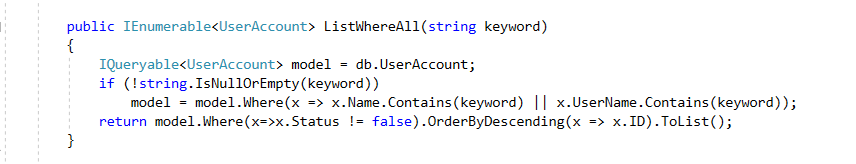 public IEnumerable<UserAccount> ListWhereAll(string keyword)
{
    IQueryable<UserAccount> model = db.UserAccount;
    if (!string.IsNullOrEmpty(keyword))
        model = model.Where(x => x.Name.Contains(keyword) || x.UserName.Contains(keyword));
    return model.Where(x=>x.Status != false).OrderByDescending(x => x.ID).ToList();
}